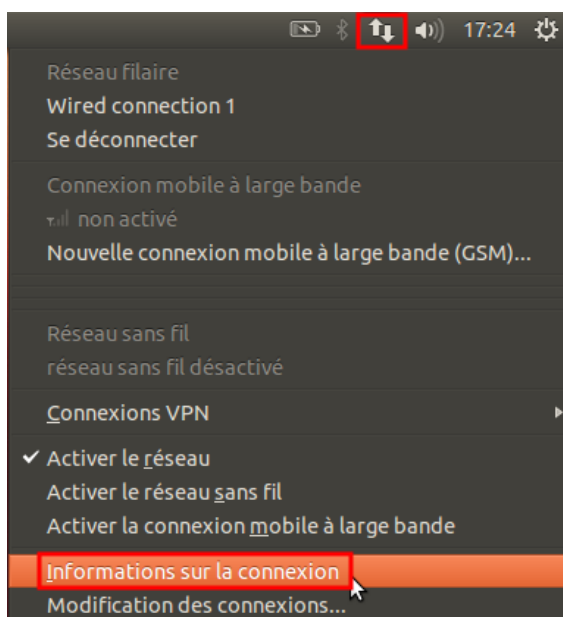 17:24
Réseau filaire
Wired connection 1
Se déconnecter
Connexion mobile à large bande
non activé
Nouvelle connexion mobile à large bande (GSM)...
Réseau sans fil
réseau sans fil désactivé
Connexions VPN
Activer le réseau
Activer le réseau sans fil
Activer la connexion mobile à large bande
Informations sur la connexion
Modification des connexions...